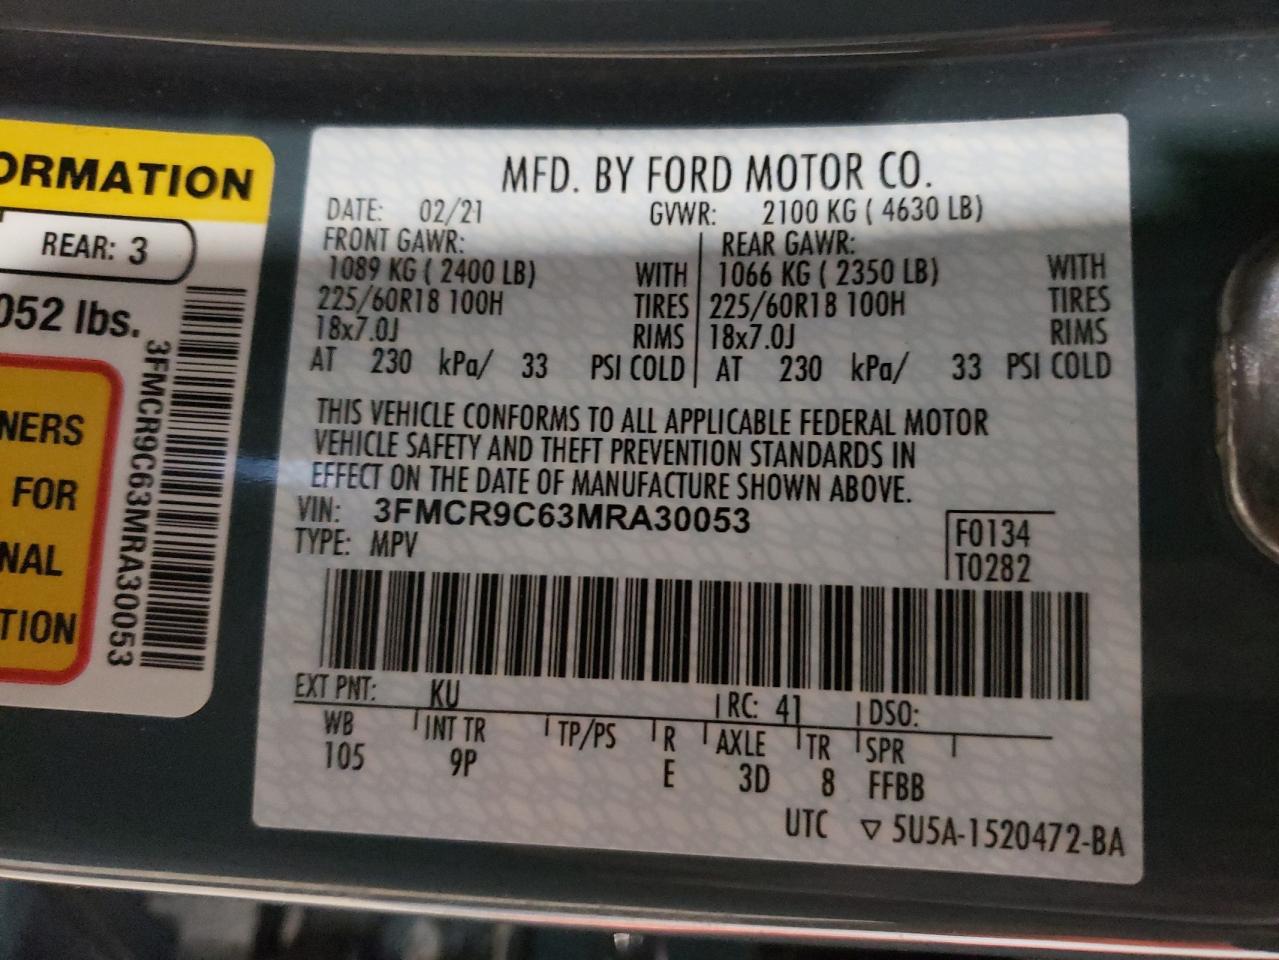 ORMATION
REAR: 3
052 lbs.
NERS
FOR
NAL
TION
3FMCR9C63MRA30053
MFD. BY FORD MOTOR CO.
DATE: 02/21 GVWR: 2100 KG ( 4630 LB)
FRONT GAWR: REAR GAWR:
1089 KG ( 2400 LB) WITH 1066 KG ( 2350 LB) WITH
225/60R18 100H TIRES 225/60R18 100H TIRES
18x7.0J RIMS 18x7.0J RIMS
AT 230 kPa/ 33 PSI COLD AT 230 kPa/ 33 PSI COLD
THIS VEHICLE CONFORMS TO ALL APPLICABLE FEDERAL MOTOR
VEHICLE SAFETY AND THEFT PREVENTION STANDARDS IN
EFFECT ON THE DATE OF MANUFACTURE SHOWN ABOVE.
VIN: 3FMCR9C63MRA30053
TYPE: MPV
F0134
T0282
EXT PNT: KU RC: 41 DSO:
WB INT TR TP/PS R AXLE TR SPR
105 9P E 3D 8 FFBB
UTC ▽ 5U5A-1520472-BA